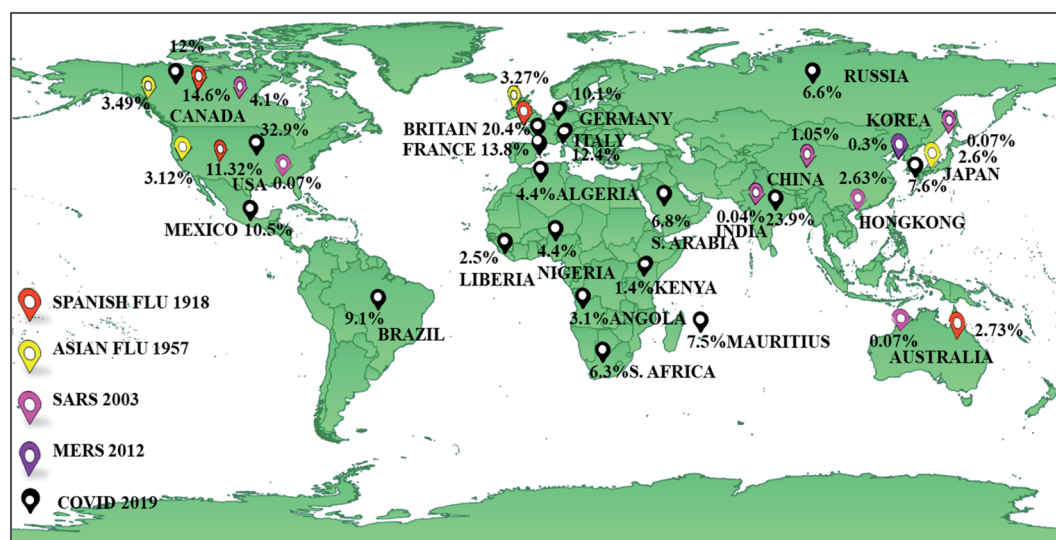 12%
3.49%
14.6%
4.1%
CANADA
32.9%
3.12%
11.32%
USA 0.07%
MEXICO 10.5%
9.1%
BRAZIL
3.27%
10.1%
GERMANY
BRITAIN 20.4%
ITALY
FRANCE 13.8%
12.4%
4.4% ALGERIA
6.8%
S. ARABIA
2.5%
LIBERIA
4.4%
NIGERIA
1.4% KENYA
3.1% ANGOLA
7.5% MAURITIUS
6.3% S. AFRICA
RUSSIA
6.6%
KOREA
1.05%
0.3%
0.07%
2.6%
JAPAN
7.6%
CHINA
2.63%
0.04% 23.9%
INDIA
HONGKONG
0.07%
2.73%
AUSTRALIA
SPANISH FLU 1918
ASIAN FLU 1957
SARS 2003
MERS 2012
COVID 2019